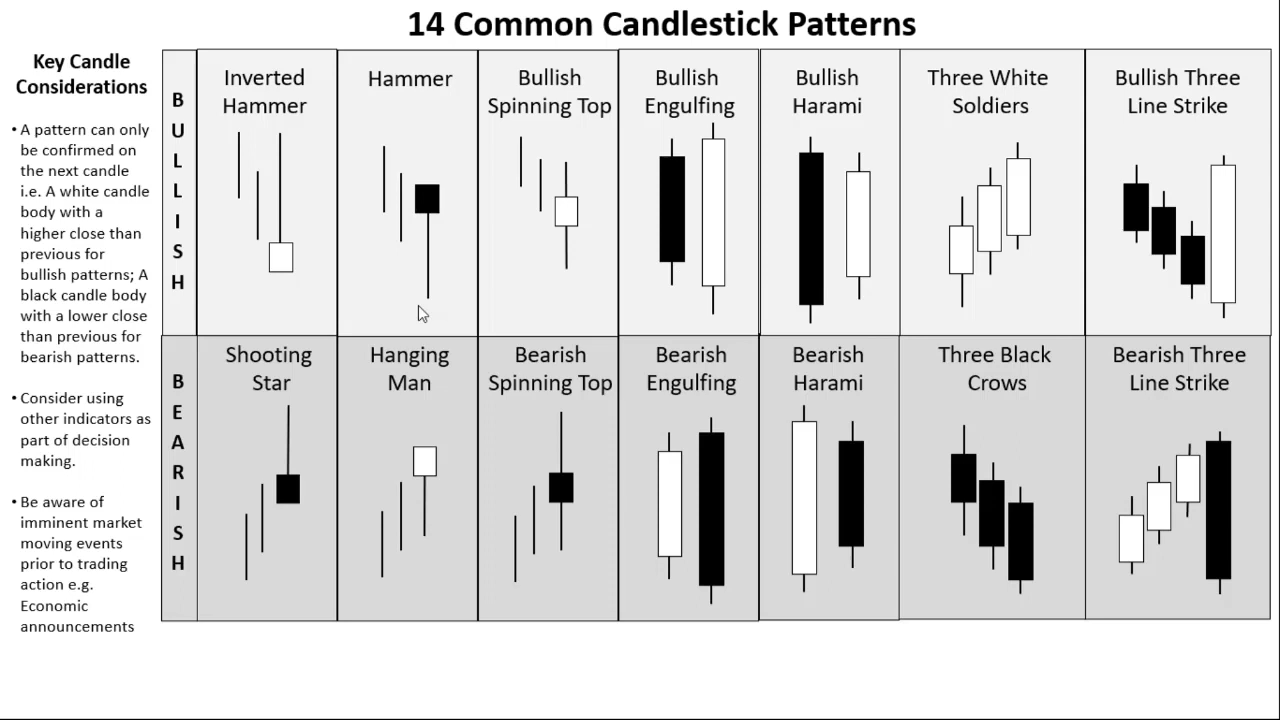 14 Common Candlestick Patterns
Key Candle
Considerations
• A pattern can only
be confirmed on
the next candle
i.e. A white candle
body with a
higher close than
previous for
bullish patterns; A
black candle body
with a lower close
than previous for
bearish patterns.
• Consider using
other indicators as
part of decision
making.
• Be aware of
imminent market
moving events
prior to trading
action e.g.
Economic
announcements
B
U
L
L
I
S
H
Inverted
Hammer
Hammer
Bullish
Spinning Top
Bullish
Engulfing
Bullish
Harami
Three White
Soldiers
Bullish Three
Line Strike
B
E
A
R
I
S
H
Shooting
Star
Hanging
Man
Bearish
Spinning Top
Bearish
Engulfing
Bearish
Harami
Three Black
Crows
Bearish Three
Line Strike